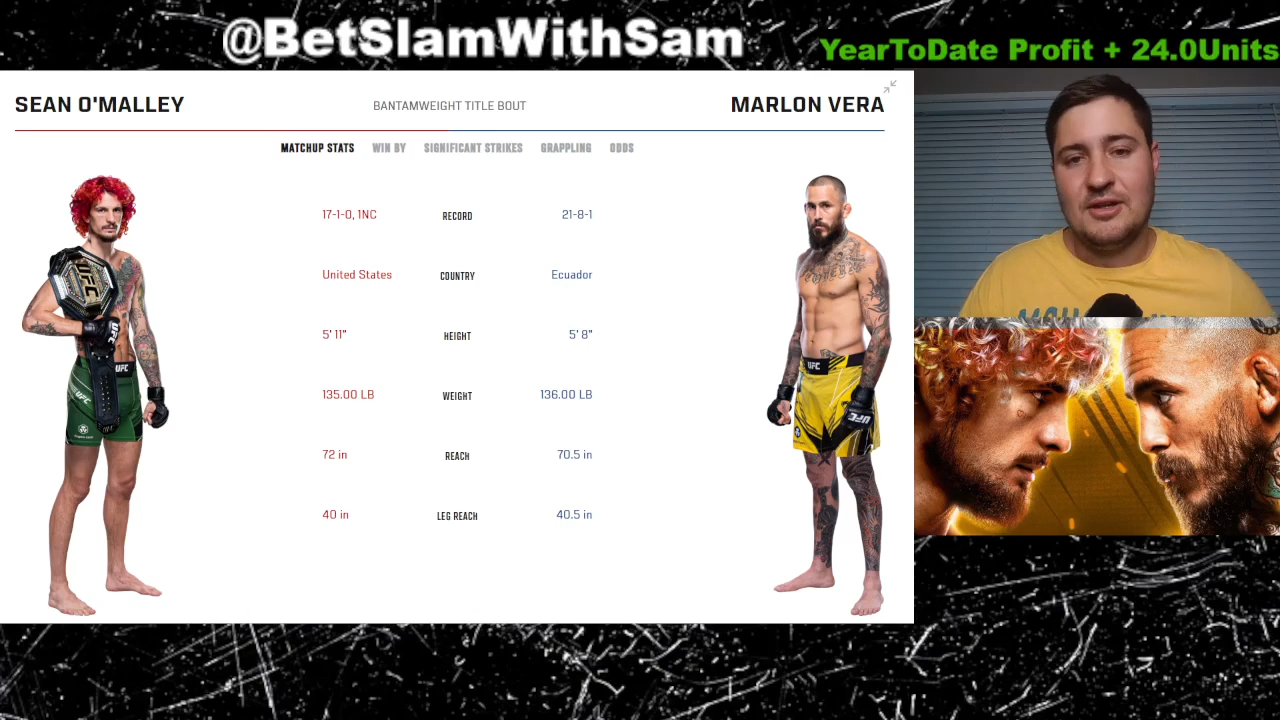 @BetSlamWithSam
YearToDate Profit + 24.0Units
SEAN O'MALLEY
BANTAMWEIGHT TITLE BOUT
MARLON VERA
MATCHUP STATS WIN BY SIGNIFICANT STRIKES GRAPPLING ODDS
17-1-0, 1NC RECORD 21-8-1
United States COUNTRY Ecuador
5' 11" HEIGHT 5' 8"
135.00 LB WEIGHT 136.00 LB
72 in REACH 70.5 in
40 in LEG REACH 40.5 in
UFC
UFC
UFC